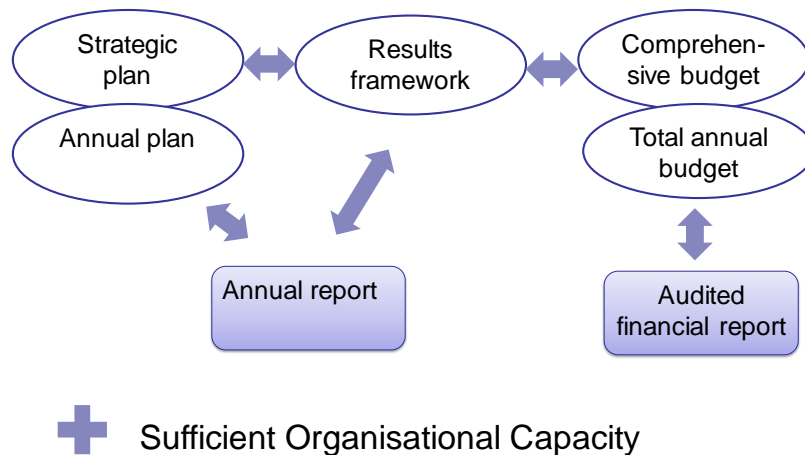 Strategic
plan
Results
framework
Comprehen-
sive budget
Annual plan
Total annual
budget
Annual report
Audited
financial report
Sufficient Organisational Capacity